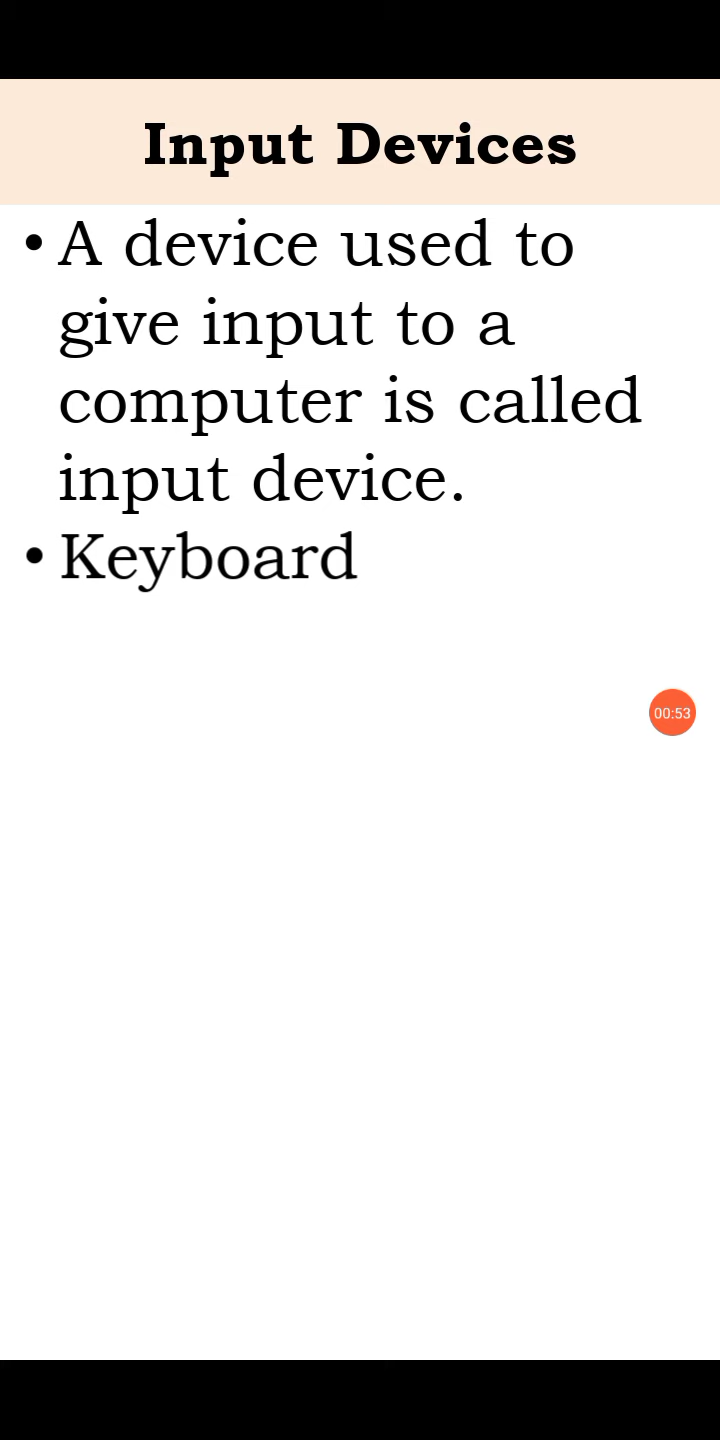 Input Devices
• A device used to
give input to a
computer is called
input device.
• Keyboard
00:53